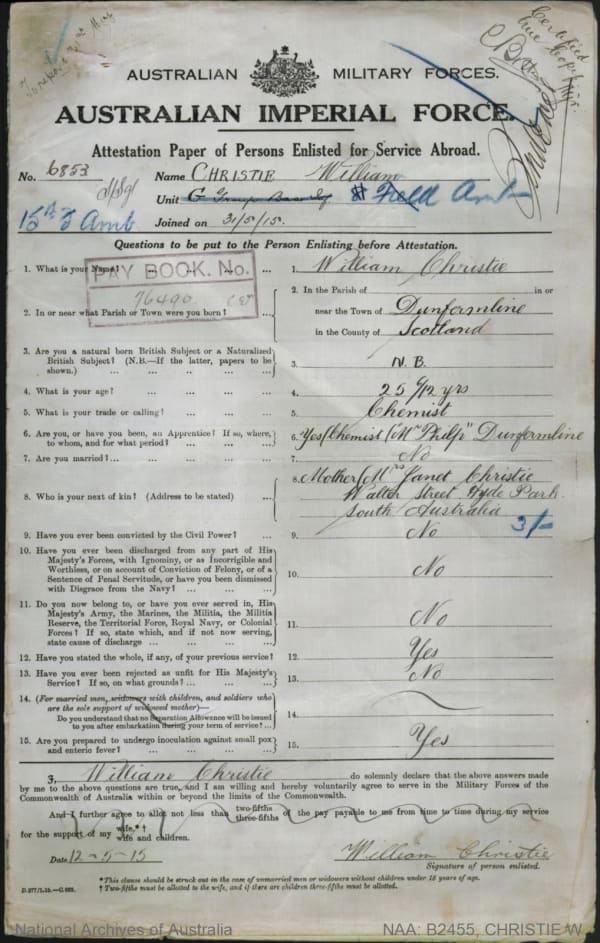 Certified
true Copy
AUSTRALIAN MILITARY FORCES.
AUSTRALIAN IMPERIAL FORCE.
Attestation Paper of Persons Enlisted for Service Abroad.
No. 6853 Name CHRISTIE William
S/Sgt Unit G Field Amb
15th F Amb Joined on 31/5/15.
Questions to be put to the Person Enlisting before Attestation.
1. What is your Name? ... ... ... ... 1. William Christie
PAY BOOK. No.
76490
2. In or near what Parish or Town were you born? ... 2. In the Parish of in or
near the Town of Dunfermline
in the County of Scotland
3. Are you a natural born British Subject or a Naturalized
British Subject? (N.B.—If the latter, papers to be
shown.) ... ... ... ... ... 3. N.B.
4. What is your age? ... ... ... ... 4. 25 yrs
5. What is your trade or calling? ... ... ... 5. Chemist
6. Are you, or have you been, an Apprentice? If so, where,
to whom, and for what period? ... ... ... 6. Yes (Chemist (Mr Philp" Dunfermline
7. Are you married?... ... ... ... ... 7. No
8. Who is your next of kin? (Address to be stated) ... 8. Mother (Mrs Janet Christie
Walter Street Hyde Park
South Australia
3/-
9. Have you ever been convicted by the Civil Power? ... 9. No
10. Have you ever been discharged from any part of His
Majesty's Forces, with Ignominy, or as Incorrigible and
Worthless, or on account of Conviction of Felony, or of a
Sentence of Penal Servitude, or have you been dismissed
with Disgrace from the Navy? ... ... ... 10. No
11. Do you now belong to, or have you ever served in, His
Majesty's Army, the Marines, the Militia, the Militia
Reserve, the Territorial Force, Royal Navy, or Colonial
Forces? If so, state which, and if not now serving,
state cause of discharge ... ... ... ... 11. No
12. Have you stated the whole, if any, of your previous service? 12. Yes
13. Have you ever been rejected as unfit for His Majesty's
Service? If so, on what grounds? ... ... ... 13. No
14. (For married men, widowers with children, and soldiers who
are the sole support of widowed mother)—
Do you understand that no Separation Allowance will be issued
to you after embarkation during your term of service?... 14.
15. Are you prepared to undergo inoculation against small pox
and enteric fever? ... ... ... ... 15. Yes
I, William Christie do solemnly declare that the above answers made
by me to the above questions are true, and I am willing and hereby voluntarily agree to serve in the Military Forces of the
Commonwealth of Australia within or beyond the limits of the Commonwealth.
And I further agree to allot not less than two-fifths three-fifths of the pay payable to me from time to time during my service
for the support of my wife,*† wife and children.
Date 12-5-15 William Christie
Signature of person enlisted.
*This clause should be struck out in the case of unmarried men or widowers without children under 18 years of age.
† Two-fifths must be allotted to the wife, and if there are children three-fifths must be allotted.
D.277/1.15.—C.883.
National Archives of Australia NAA: B2455, CHRISTIE W